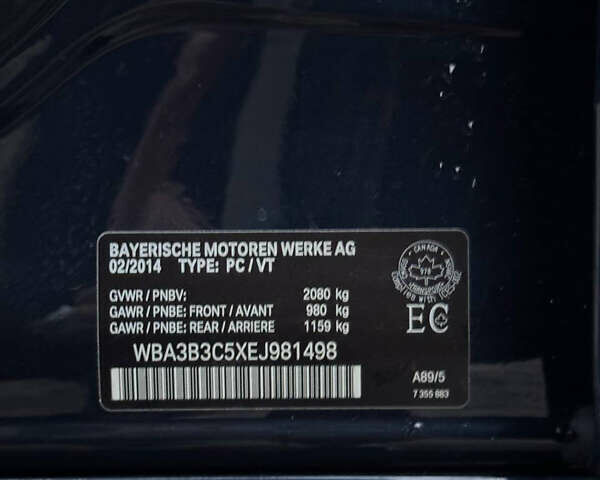 BAYERISCHE MOTOREN WERKE AG
02/2014 TYPE: PC / VT
GVWR / PNBV: 2080 kg
GAWR / PNBE: FRONT / AVANT 980 kg
GAWR / PNBE: REAR / ARRIERE 1159 kg
WBA3B3C5XEJ981498
CANADA
TRANSPORT
EC
A89/5
7 355 883